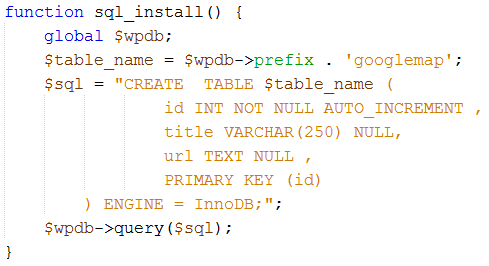 function sql_install() {
    global $wpdb;
    $table_name = $wpdb->prefix . 'googlemap';
    $sql = "CREATE  TABLE $table_name (
                id INT NOT NULL AUTO_INCREMENT ,
                title VARCHAR(250) NULL,
                url TEXT NULL ,
                PRIMARY KEY (id)
        ) ENGINE = InnoDB;";
    $wpdb->query($sql);
}